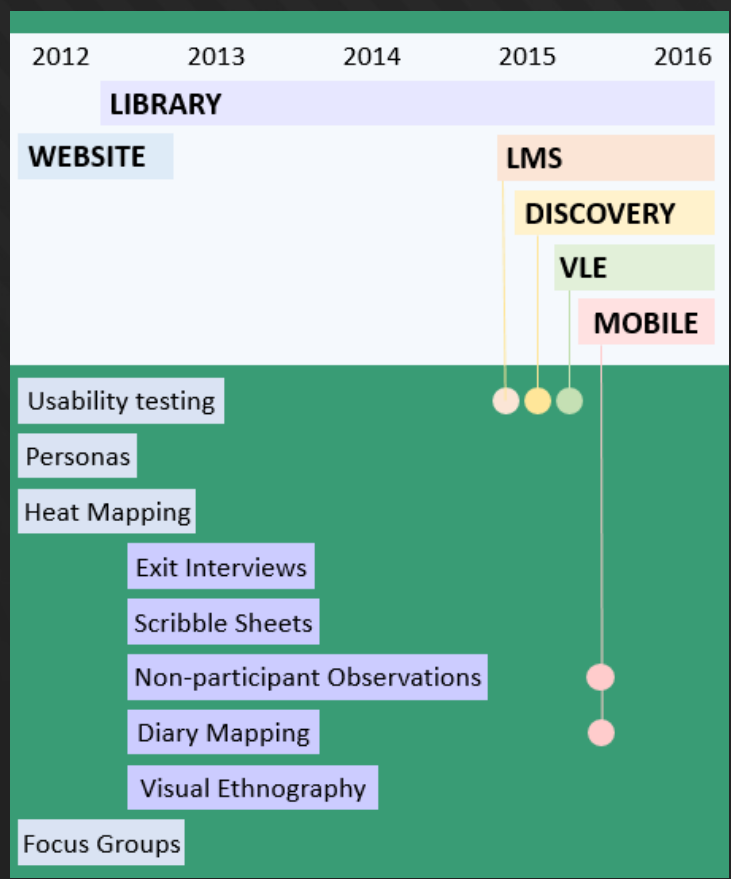 2012 2013 2014 2015 2016
LIBRARY
WEBSITE LMS
DISCOVERY
VLE
MOBILE
Usability testing
Personas
Heat Mapping
Exit Interviews
Scribble Sheets
Non-participant Observations
Diary Mapping
Visual Ethnography
Focus Groups